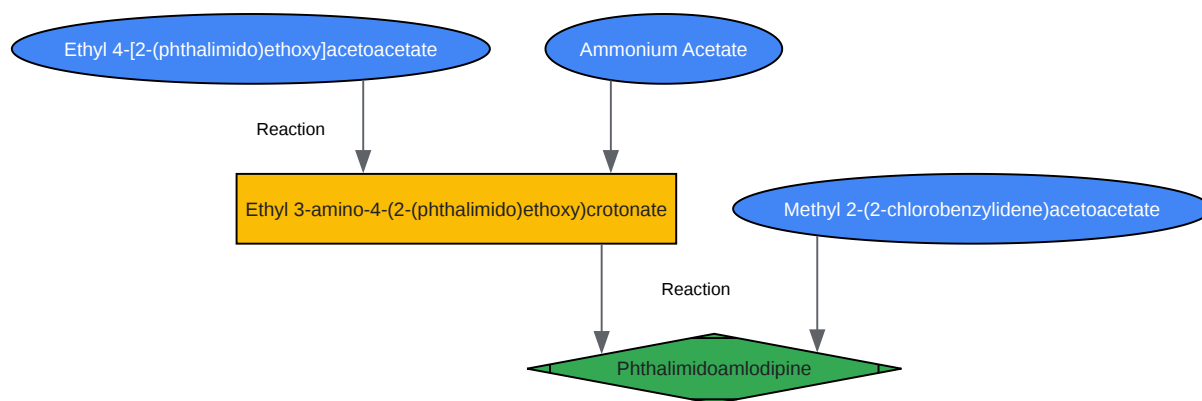 Ethyl 4-[2-(phthalimido)ethoxy]acetoacetate
Ammonium Acetate
Reaction
Ethyl 3-amino-4-(2-(phthalimido)ethoxy)crotonate
Methyl 2-(2-chlorobenzylidene)acetoacetate
Reaction
Phthalimidoamlodipine